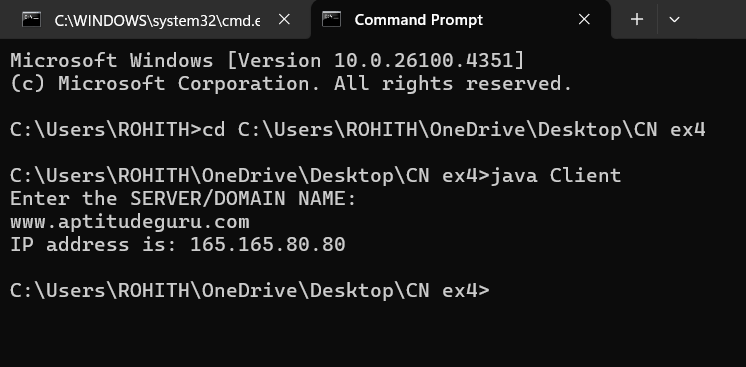 C:\WINDOWS\system32\cmd.e
Command Prompt
Microsoft Windows [Version 10.0.26100.4351]
(c) Microsoft Corporation. All rights reserved.
C:\Users\ROHITH>cd C:\Users\ROHITH\OneDrive\Desktop\CN ex4
C:\Users\ROHITH\OneDrive\Desktop\CN ex4>java Client
Enter the SERVER/DOMAIN NAME:
www.aptitudeguru.com
IP address is: 165.165.80.80
C:\Users\ROHITH\OneDrive\Desktop\CN ex4>